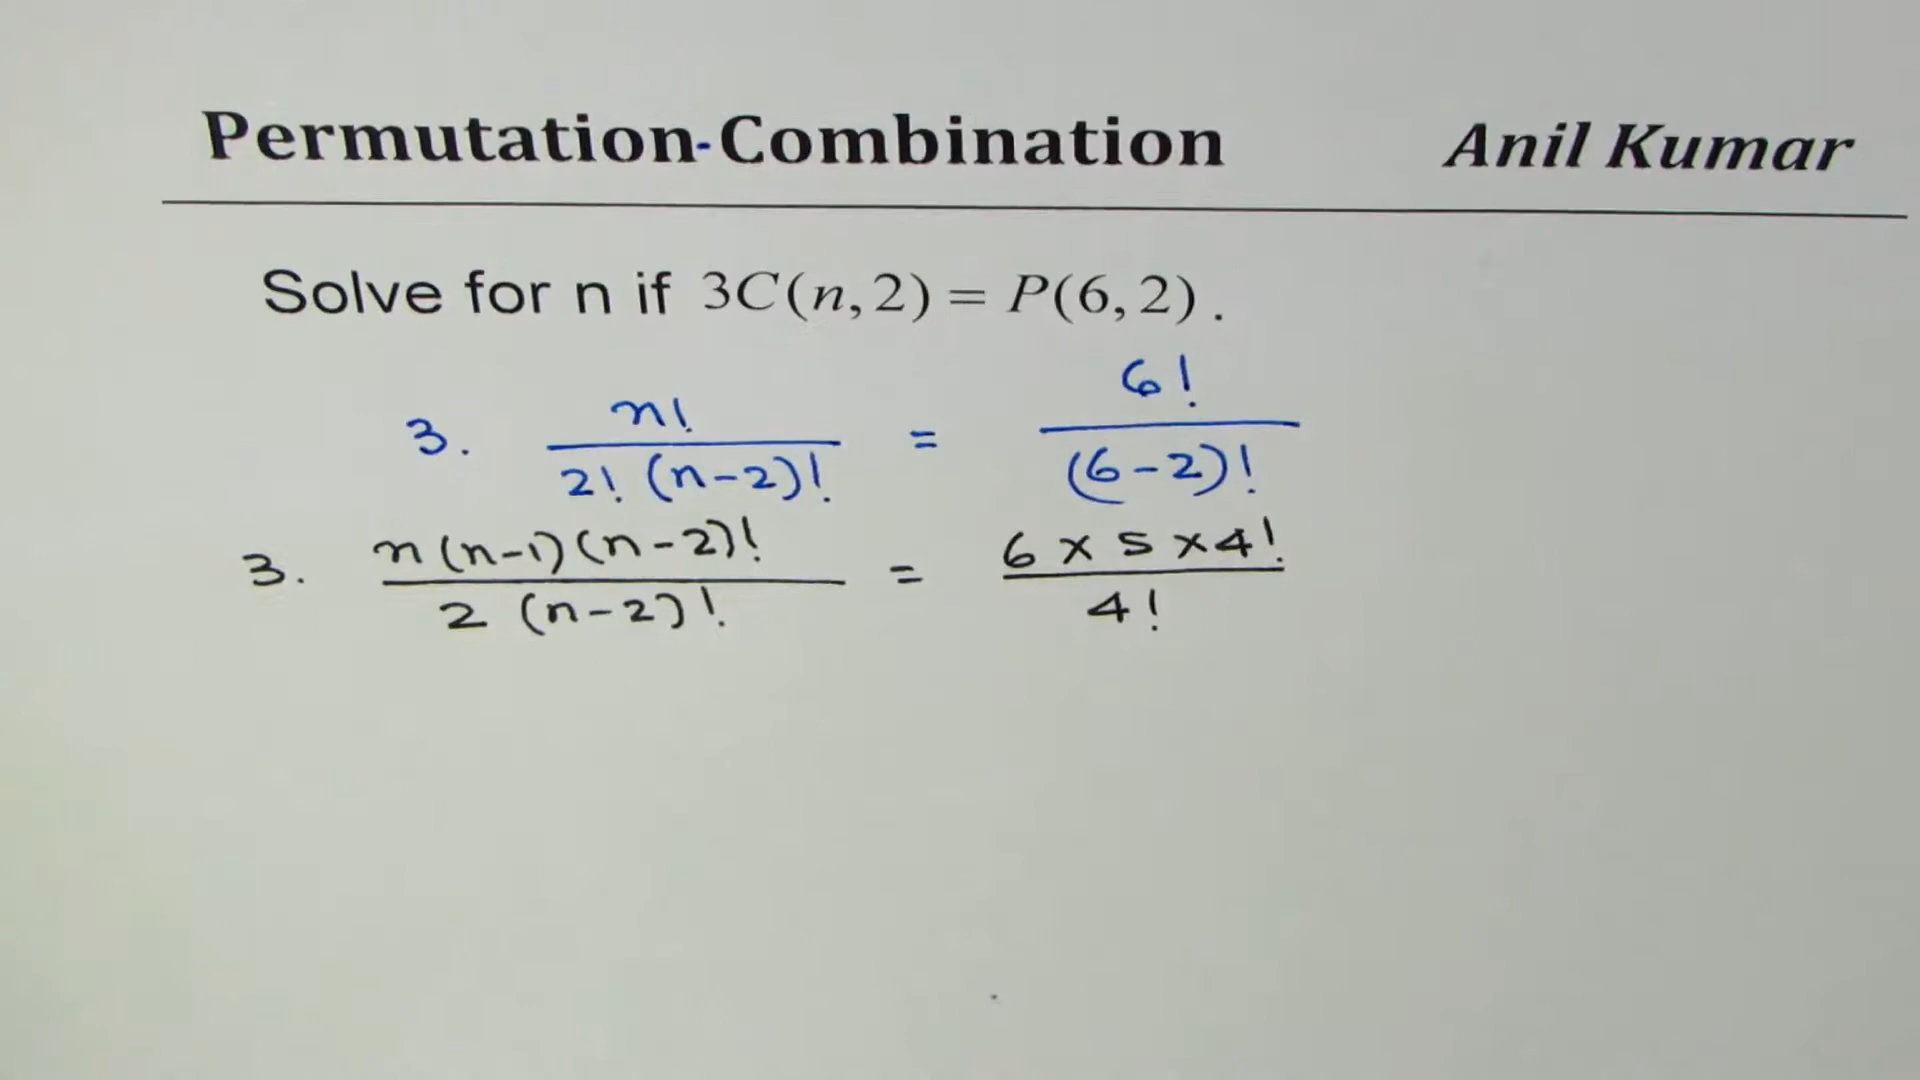 Permutation-Combination Anil Kumar
Solve for n if 3C(n,2) = P(6,2).
3. n! / 2! (n-2)! = 6! / (6-2)!
3. n(n-1)(n-2)! / 2 (n-2)! = 6 x 5 x 4! / 4!